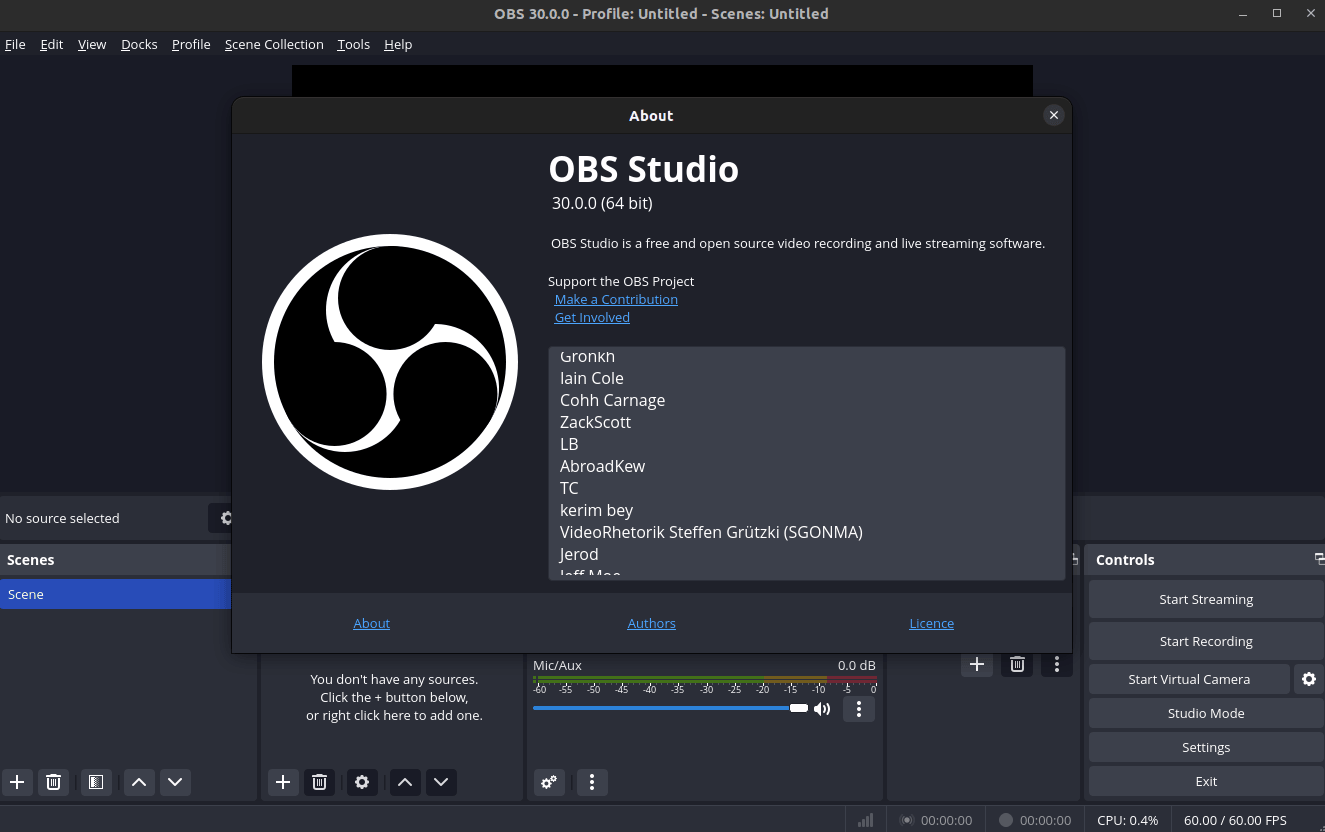 OBS 30.0.0 - Profile: Untitled - Scenes: Untitled
File Edit View Docks Profile Scene Collection Tools Help
About
OBS Studio
30.0.0 (64 bit)
OBS Studio is a free and open source video recording and live streaming software.
Support the OBS Project
Make a Contribution
Get Involved
Gronkh
Iain Cole
Cohh Carnage
ZackScott
LB
AbroadKew
TC
kerim bey
VideoRhetorik Steffen Grützki (SGONMA)
Jerod
Jeff Moe
About Authors Licence
No source selected
Scenes
Scene
You don't have any sources.
Click the + button below,
or right click here to add one.
Mic/Aux 0.0 dB
-60 -55 -50 -45 -40 -35 -30 -25 -20 -15 -10 -5 0
Controls
Start Streaming
Start Recording
Start Virtual Camera
Studio Mode
Settings
Exit
00:00:00 00:00:00 CPU: 0.4% 60.00 / 60.00 FPS